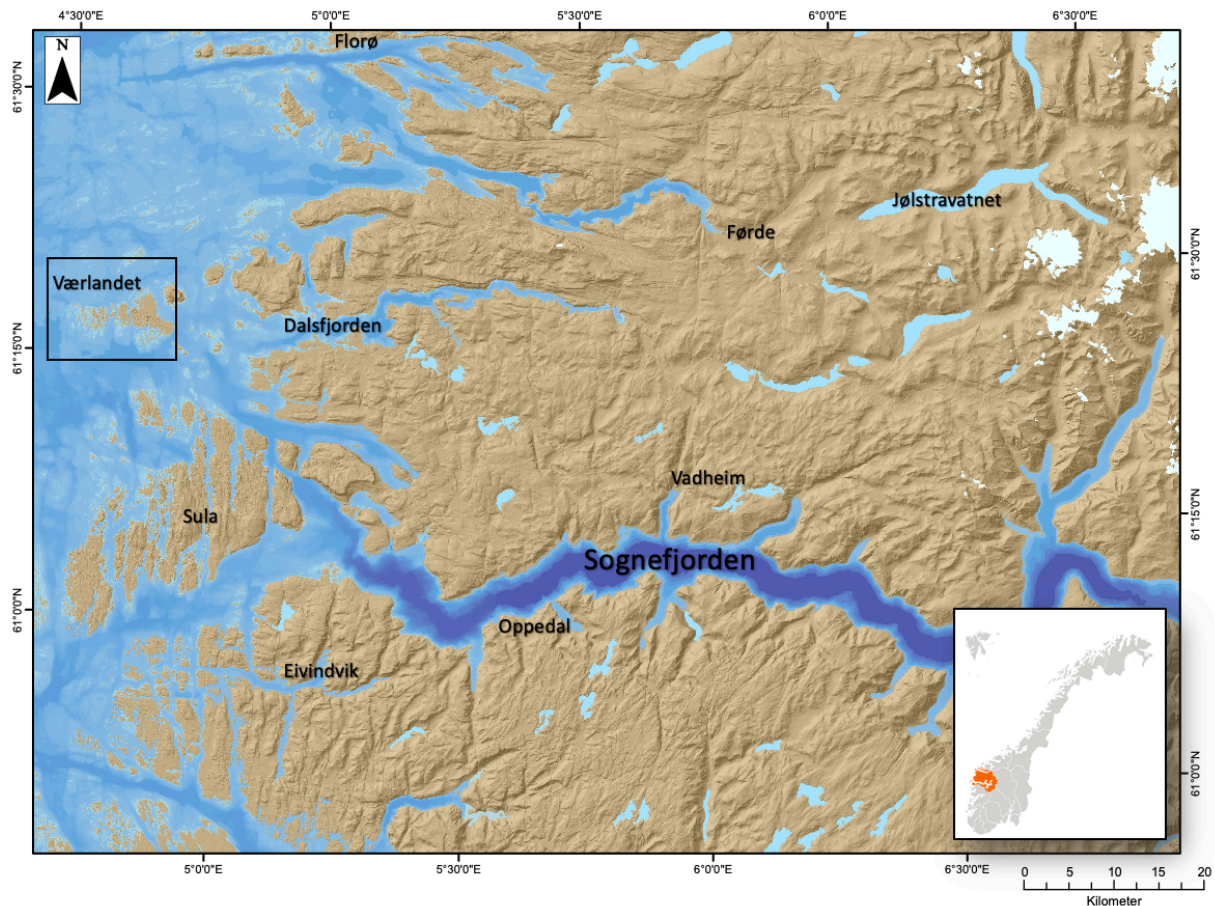 4°30'0"E 5°0'0"E 5°30'0"E 6°0'0"E 6°30'0"E
N
Florø
61°30'0"N
Jølstravatnet
Førde
61°30'0"N
Værlandet
Dalsfjorden
61°15'0"N
Vadheim
Sula
61°15'0"N
Sognefjorden
61°0'0"N
Oppedal
Eivindvik
61°0'0"N
5°0'0"E 5°30'0"E 6°0'0"E 6°30'0"E
0 5 10 15 20
Kilometer